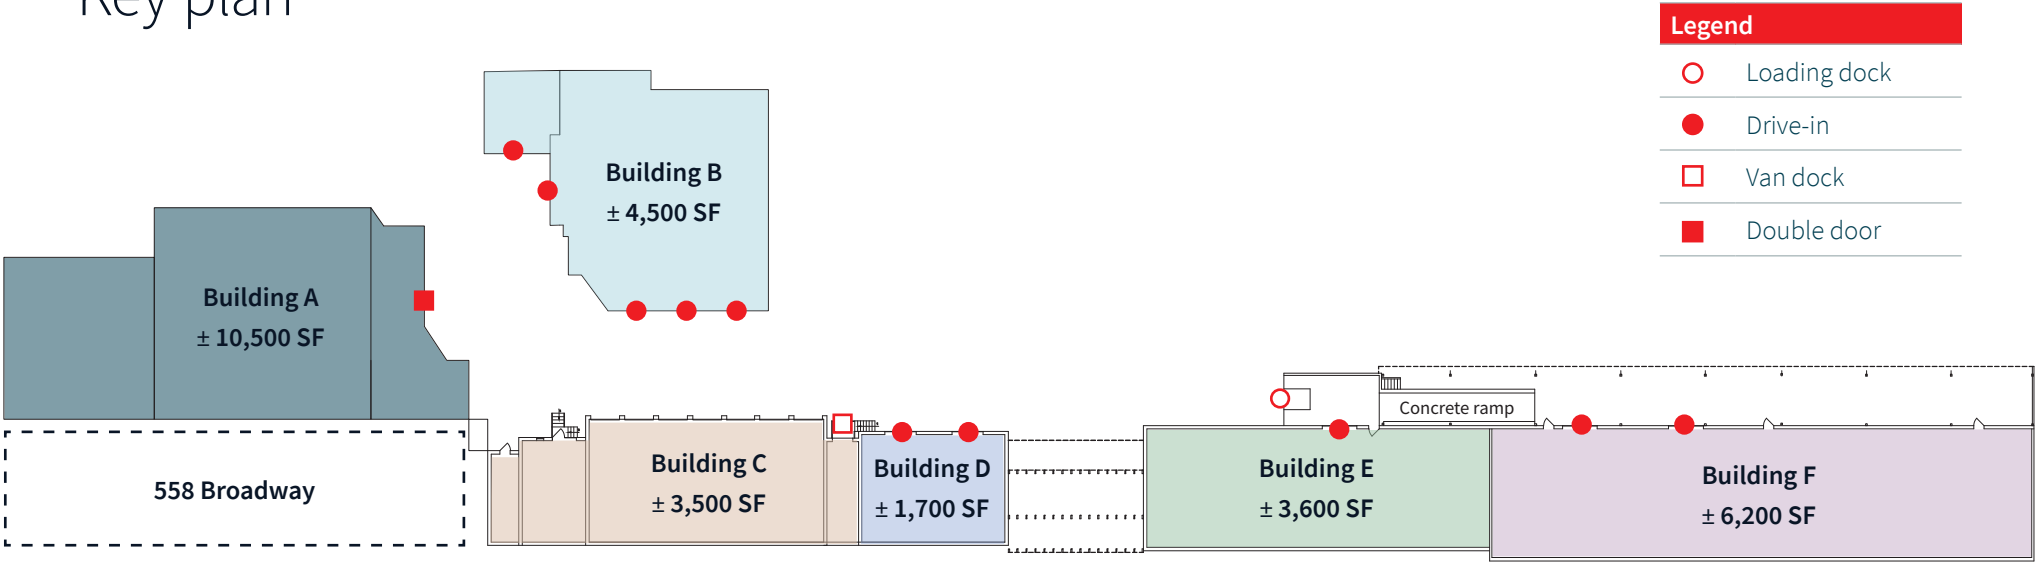 Key plan
Legend
Loading dock
Drive-in
Van dock
Double door
Building B
± 4,500 SF
Building A
± 10,500 SF
558 Broadway
Building C
± 3,500 SF
Building D
± 1,700 SF
Concrete ramp
Building E
± 3,600 SF
Building F
± 6,200 SF